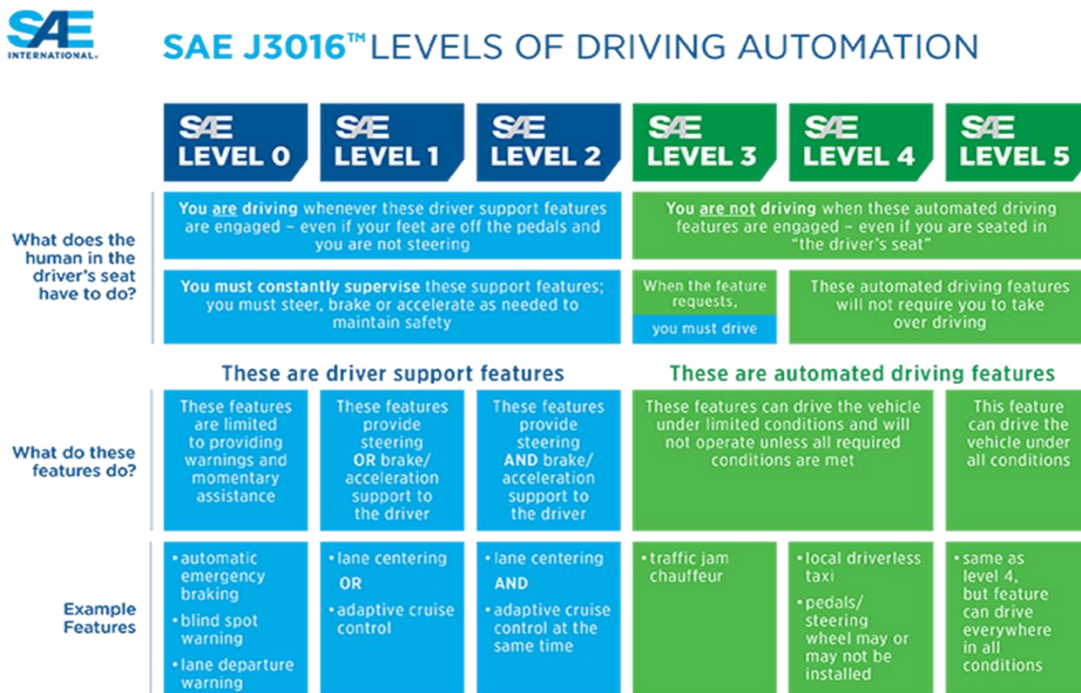 SAE
INTERNATIONAL®
SAE J3016™ LEVELS OF DRIVING AUTOMATION
SAE
LEVEL 0
SAE
LEVEL 1
SAE
LEVEL 2
SAE
LEVEL 3
SAE
LEVEL 4
SAE
LEVEL 5
What does the
human in the
driver's seat
have to do?
You are driving whenever these driver support features
are engaged – even if your feet are off the pedals and
you are not steering
You are not driving when these automated driving
features are engaged – even if you are seated in
"the driver's seat"
You must constantly supervise these support features;
you must steer, brake or accelerate as needed to
maintain safety
When the feature
requests,
you must drive
These automated driving features
will not require you to take
over driving
These are driver support features
These are automated driving features
What do these
features do?
These features
are limited
to providing
warnings and
momentary
assistance
These features
provide
steering
OR brake/
acceleration
support to
the driver
These features
provide
steering
AND brake/
acceleration
support to
the driver
These features can drive the vehicle
under limited conditions and will
not operate unless all required
conditions are met
This feature
can drive the
vehicle under
all conditions
Example
Features
• automatic
emergency
braking
• blind spot
warning
• lane departure
warning
• lane centering
OR
• adaptive cruise
control
• lane centering
AND
• adaptive cruise
control at the
same time
• traffic jam
chauffeur
• local driverless
taxi
• pedals/
steering
wheel may or
may not be
installed
• same as
level 4,
but feature
can drive
everywhere
in all
conditions